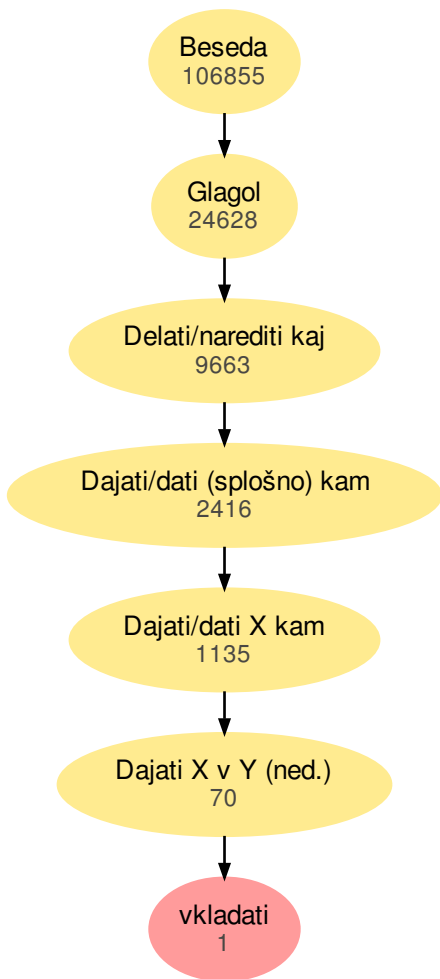 Beseda
106855
Glagol
24628
Delati/narediti kaj
9663
Dajati/dati (splošno) kam
2416
Dajati/dati X kam
1135
Dajati X v Y (ned.)
70
vkladati
1